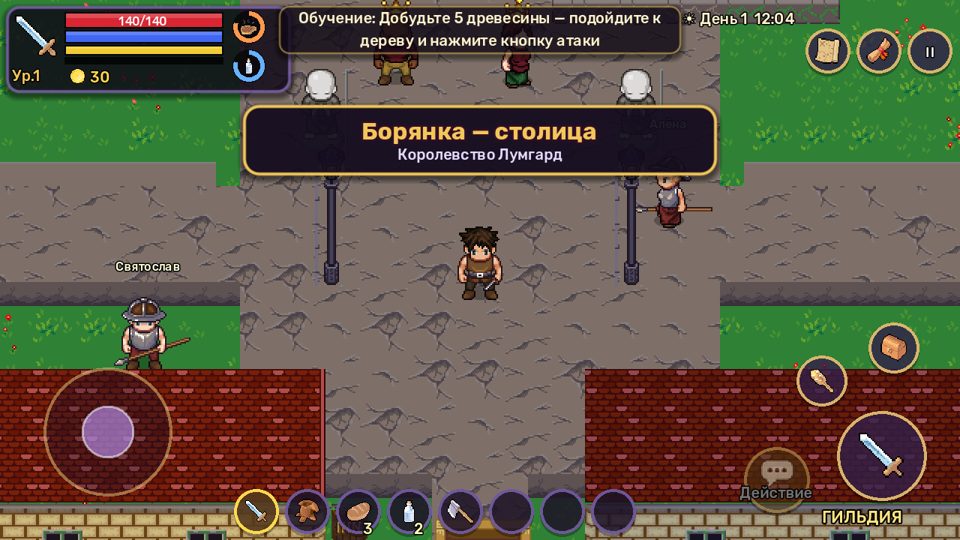 140/140
Ур.1
30
Обучение: Добудьте 5 древесины — подойдите к
дереву и нажмите кнопку атаки
День 1 12:04
Борянка — столица
Королевство Лумгард
Алена
Святослав
Действие
ГИЛЬДИЯ
3
2